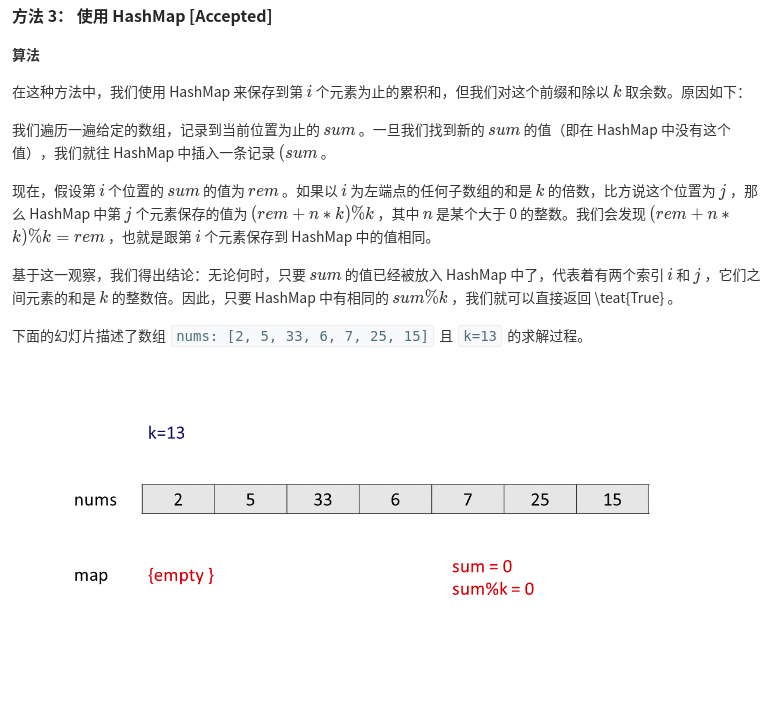 方法 3： 使用 HashMap [Accepted]
算法
在这种方法中，我们使用 HashMap 来保存到第 i 个元素为止的累积和，但我们对这个前缀和除以 k 取余数。原因如下：
我们遍历一遍给定的数组，记录到当前位置为止的 sum 。一旦我们找到新的 sum 的值（即在 HashMap 中没有这个
值），我们就往 HashMap 中插入一条记录 (sum 。
现在，假设第 i 个位置的 sum 的值为 rem 。如果以 i 为左端点的任何子数组的和是 k 的倍数，比方说这个位置为 j ，那
么 HashMap 中第 j 个元素保存的值为 (rem + n ∗ k)%k ，其中 n 是某个大于 0 的整数。我们会发现 (rem + n ∗
k)%k = rem ，也就是跟第 i 个元素保存到 HashMap 中的值相同。
基于这一观察，我们得出结论：无论何时，只要 sum 的值已经被放入 HashMap 中了，代表着有两个索引 i 和 j ，它们之
间元素的和是 k 的整数倍。因此，只要 HashMap 中有相同的 sum%k ，我们就可以直接返回 \teat{True} 。
下面的幻灯片描述了数组 nums: [2, 5, 33, 6, 7, 25, 15] 且 k=13 的求解过程。
k=13
nums 2 5 33 6 7 25 15
map {empty } sum = 0
sum%k = 0